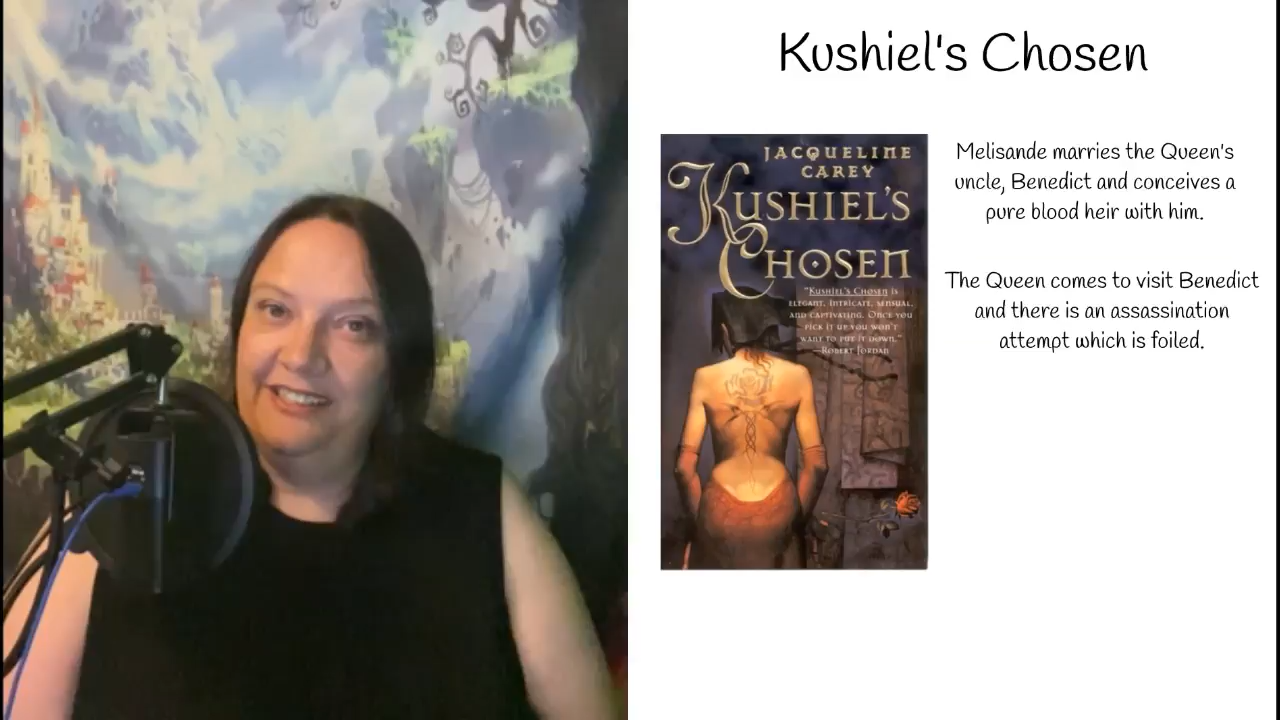 Kushiel's Chosen
JACQUELINE
CAREY
KUSHIEL'S
CHOSEN
"KUSHIEL'S CHOSEN IS
ELEGANT, INTRICATE, SENSUAL,
AND CAPTIVATING. ONCE YOU
PICK IT UP YOU WON'T
WANT TO PUT IT DOWN."
—ROBERT JORDAN
Melisande marries the Queen's
uncle, Benedict and conceives a
pure blood heir with him.
The Queen comes to visit Benedict
and there is an assassination
attempt which is foiled.